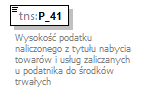 tns:P_41
Wysokość podatku
naliczonego z tytułu nabycia
towarów i usług zaliczanych
u podatnika do środków
trwałych